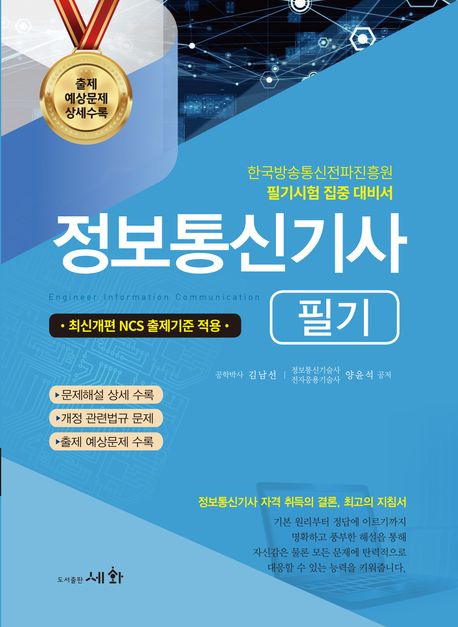 출제
예상문제
상세수록
한국방송통신전파진흥원
필기시험 집중 대비서
정보통신기사
Engineer Information Communication
필기
• 최신개편 NCS 출제기준 적용 •
공학박사 김남선 | 정보통신기술사 전자응용기술사 양윤석 공저
▸문제해설 상세 수록
▸개정 관련법규 문제
▸출제 예상문제 수록
정보통신기사 자격 취득의 결론, 최고의 지침서
기본 원리부터 정답에 이르기까지
명확하고 풍부한 해설을 통해
자신감은 물론 모든 문제에 탄력적으로
대응할 수 있는 능력을 키워줍니다.
도서출판 세화